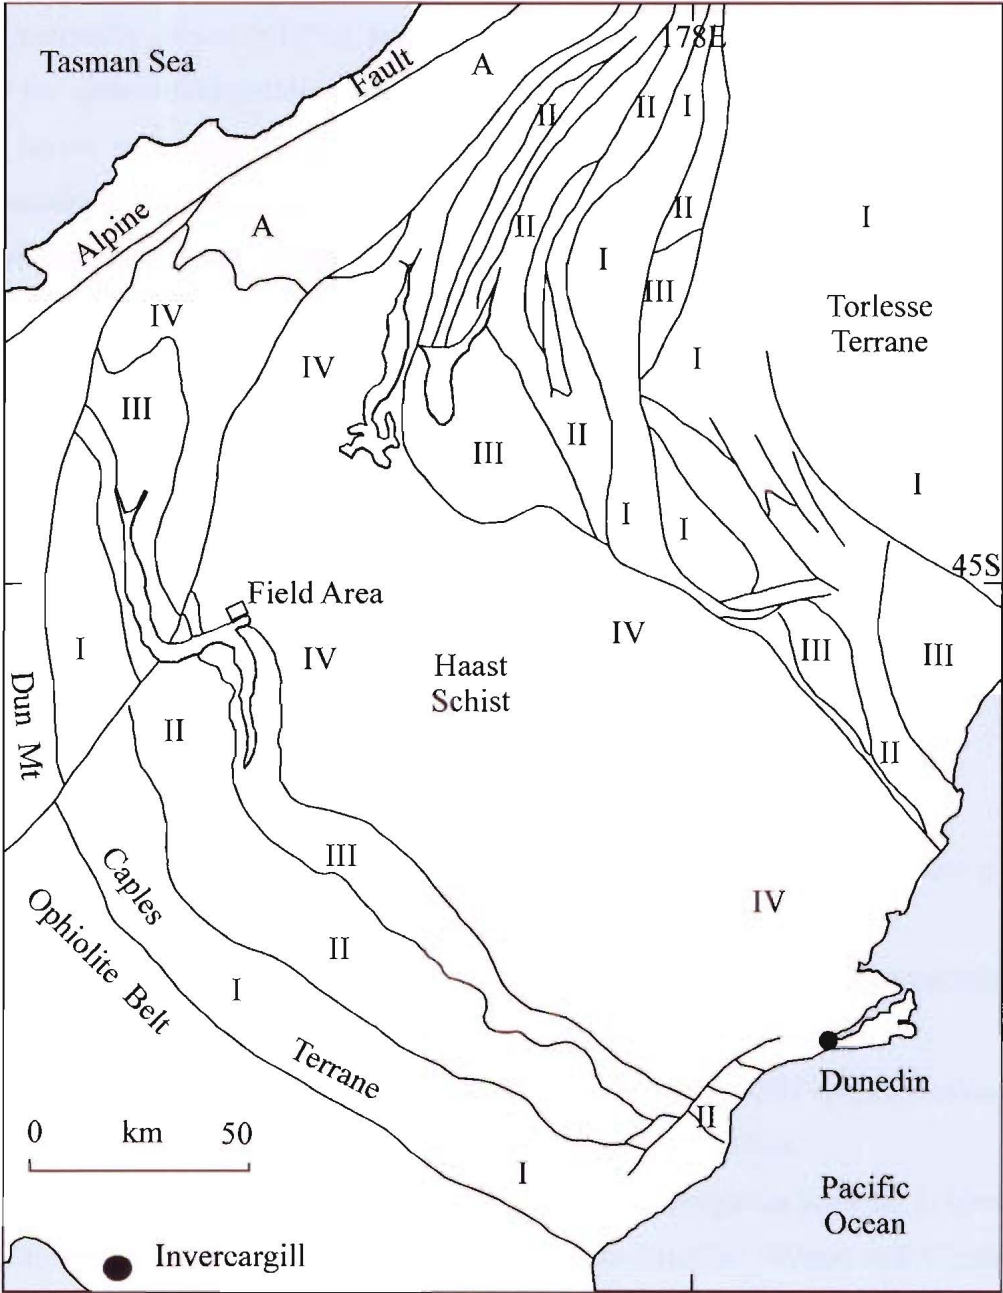 178E
Tasman Sea
A
Alpine Fault
II
II
I
II
I
A
II
I
III
IV
Torlesse
Terrane
I
IV
III
II
III
I
I
I
45S
Field Area
I
IV
IV
III
III
Haast
Schist
Dun Mt
II
II
III
Caples
IV
Ophiolite Belt
II
I
Terrane
Dunedin
II
0 km 50
I
Pacific
Ocean
Invercargill